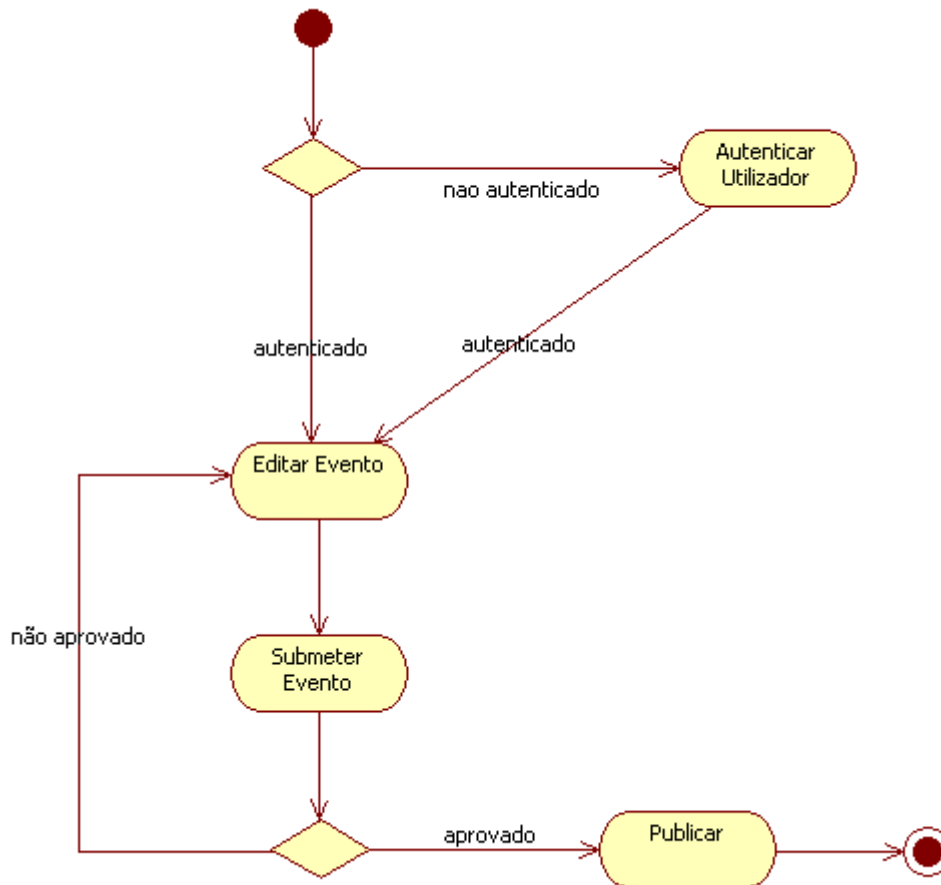 Autenticar
Utilizador
nao autenticado
autenticado
autenticado
Editar Evento
não aprovado
Submeter
Evento
aprovado
Publicar